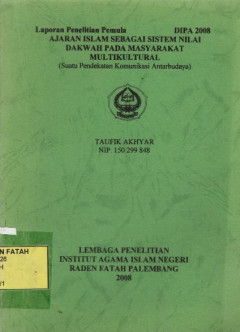 Laporan Penelitian Pemula DIPA 2008
AJARAN ISLAM SEBAGAI SISTEM NILAI
DAKWAH PADA MASYARAKAT
MULTIKULTURAL
(Suatu Pendekatan Komunikasi Antarbudaya)
TAUFIK AKHYAR
NIP. 150 299 848
N FATAH
26
H
LEMBAGA PENELITIAN
INSTITUT AGAMA ISLAM NEGERI
RADEN FATAH PALEMBANG
2008